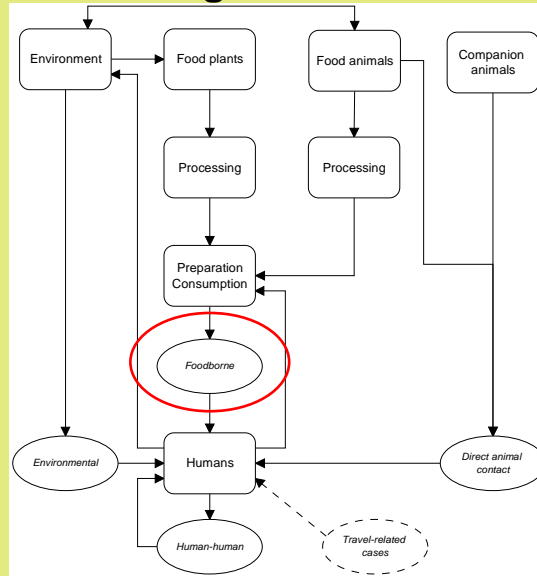 Environment
Food plants
Food animals
Companion
animals
Processing
Processing
Preparation
Consumption
Foodborne
Environmental
Humans
Direct animal
contact
Human-human
Travel-related
cases